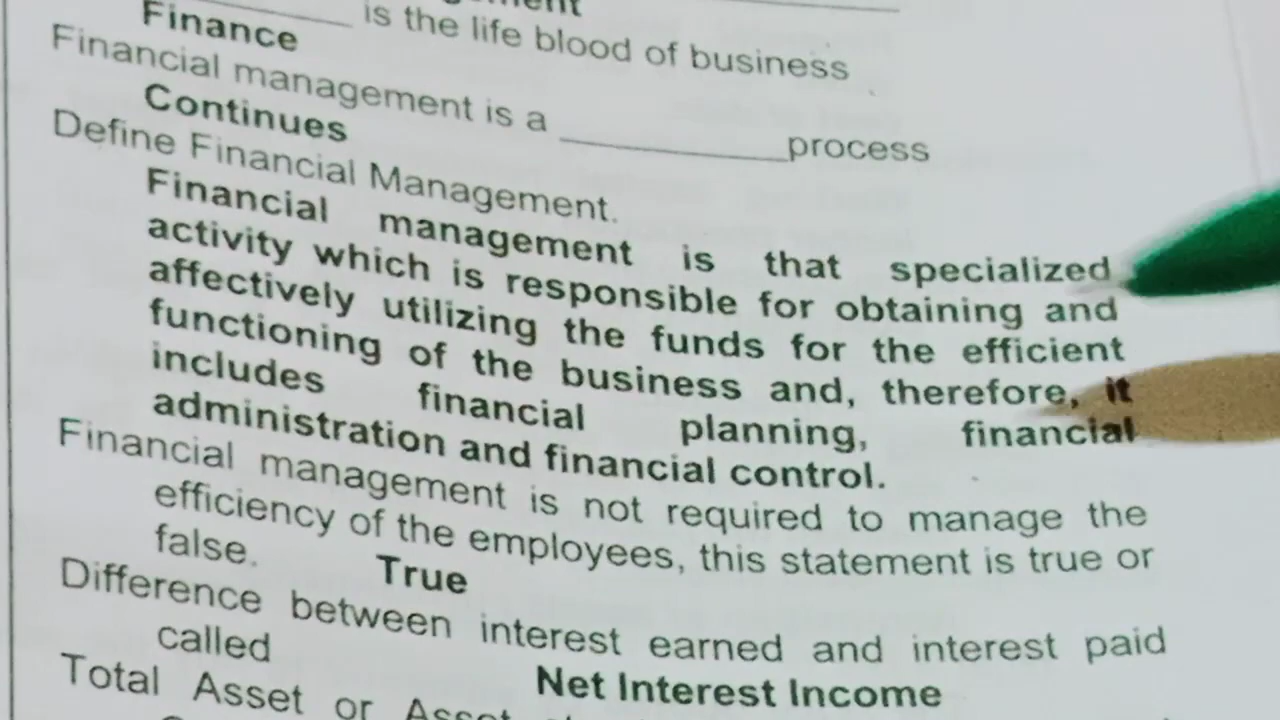 ____________ is the life blood of business
Finance
Financial management is a ____________process
Continues
Define Financial Management.
Financial management is that specialized
activity which is responsible for obtaining and
affectively utilizing the funds for the efficient
functioning of the business and, therefore, it
includes financial planning, financial
administration and financial control.
Financial management is not required to manage the
efficiency of the employees, this statement is true or
false. True
Difference between interest earned and interest paid
called Net Interest Income
Total Asset or